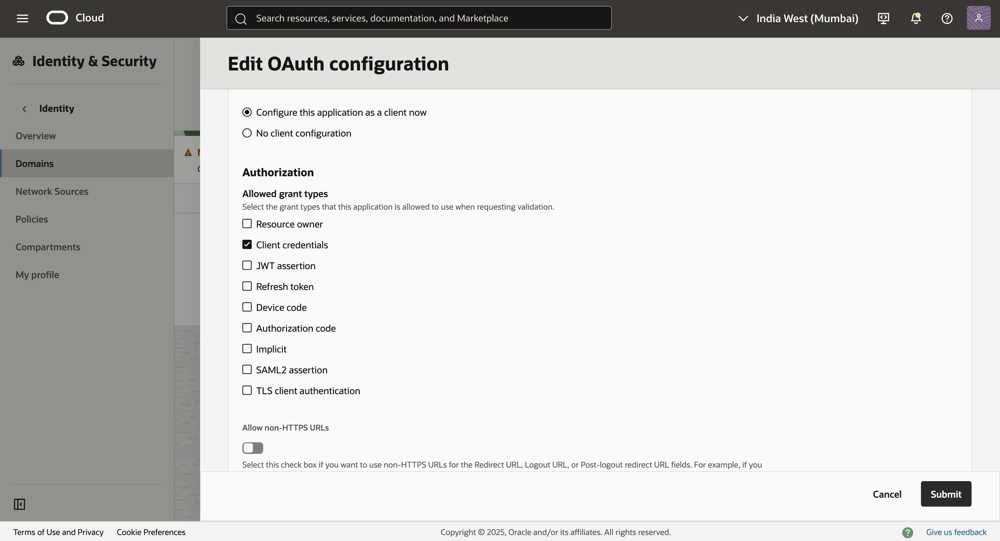 Cloud
Search resources, services, documentation, and Marketplace
India West (Mumbai)
Identity & Security
Identity
Overview
Domains
Network Sources
Policies
Compartments
My profile
Edit OAuth configuration
Configure this application as a client now
No client configuration
Authorization
Allowed grant types
Select the grant types that this application is allowed to use when requesting validation.
Resource owner
Client credentials
JWT assertion
Refresh token
Device code
Authorization code
Implicit
SAML2 assertion
TLS client authentication
Allow non-HTTPS URLs
Select this check box if you want to use non-HTTPS URLs for the Redirect URL, Logout URL, or Post-logout redirect URL fields. For example, if you
Cancel
Submit
Terms of Use and Privacy
Cookie Preferences
Copyright © 2025, Oracle and/or its affiliates. All rights reserved.
Give us feedback